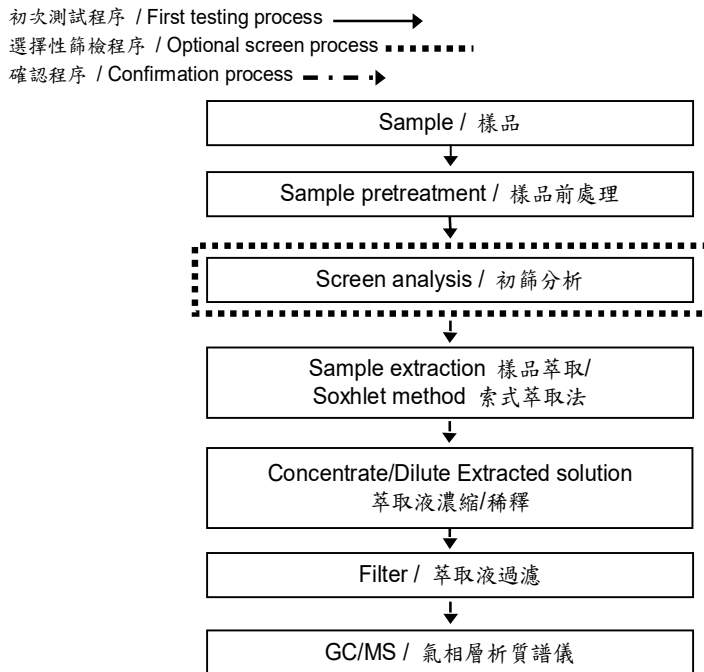 初次測試程序 / First testing process
選擇性篩檢程序 / Optional screen process
確認程序 / Confirmation process
Sample / 樣品
Sample pretreatment / 樣品前處理
Screen analysis / 初篩分析
Sample extraction 樣品萃取/
Soxhlet method 索式萃取法
Concentrate/Dilute Extracted solution
萃取液濃縮/稀釋
Filter / 萃取液過濾
GC/MS / 氣相層析質譜儀